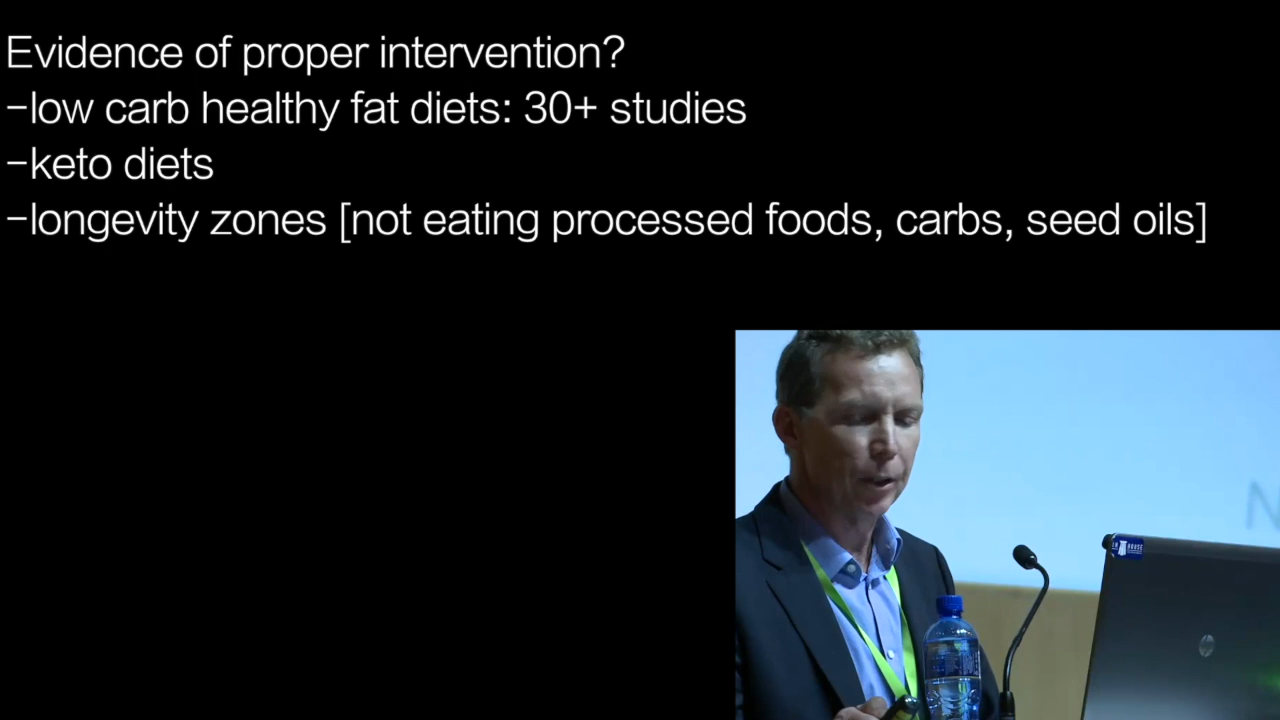 Evidence of proper intervention?
-low carb healthy fat diets: 30+ studies
-keto diets
-longevity zones [not eating processed foods, carbs, seed oils]
N
HOUSE